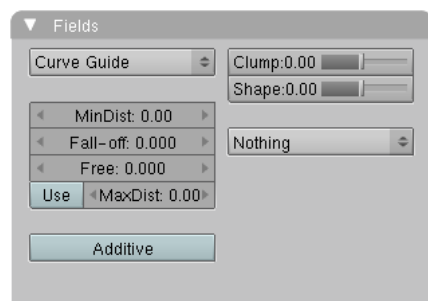 Fields
Curve Guide
Clump:0.00
Shape:0.00
MinDist: 0.00
Fall-off: 0.000
Nothing
Free: 0.000
Use
MaxDist: 0.00
Additive